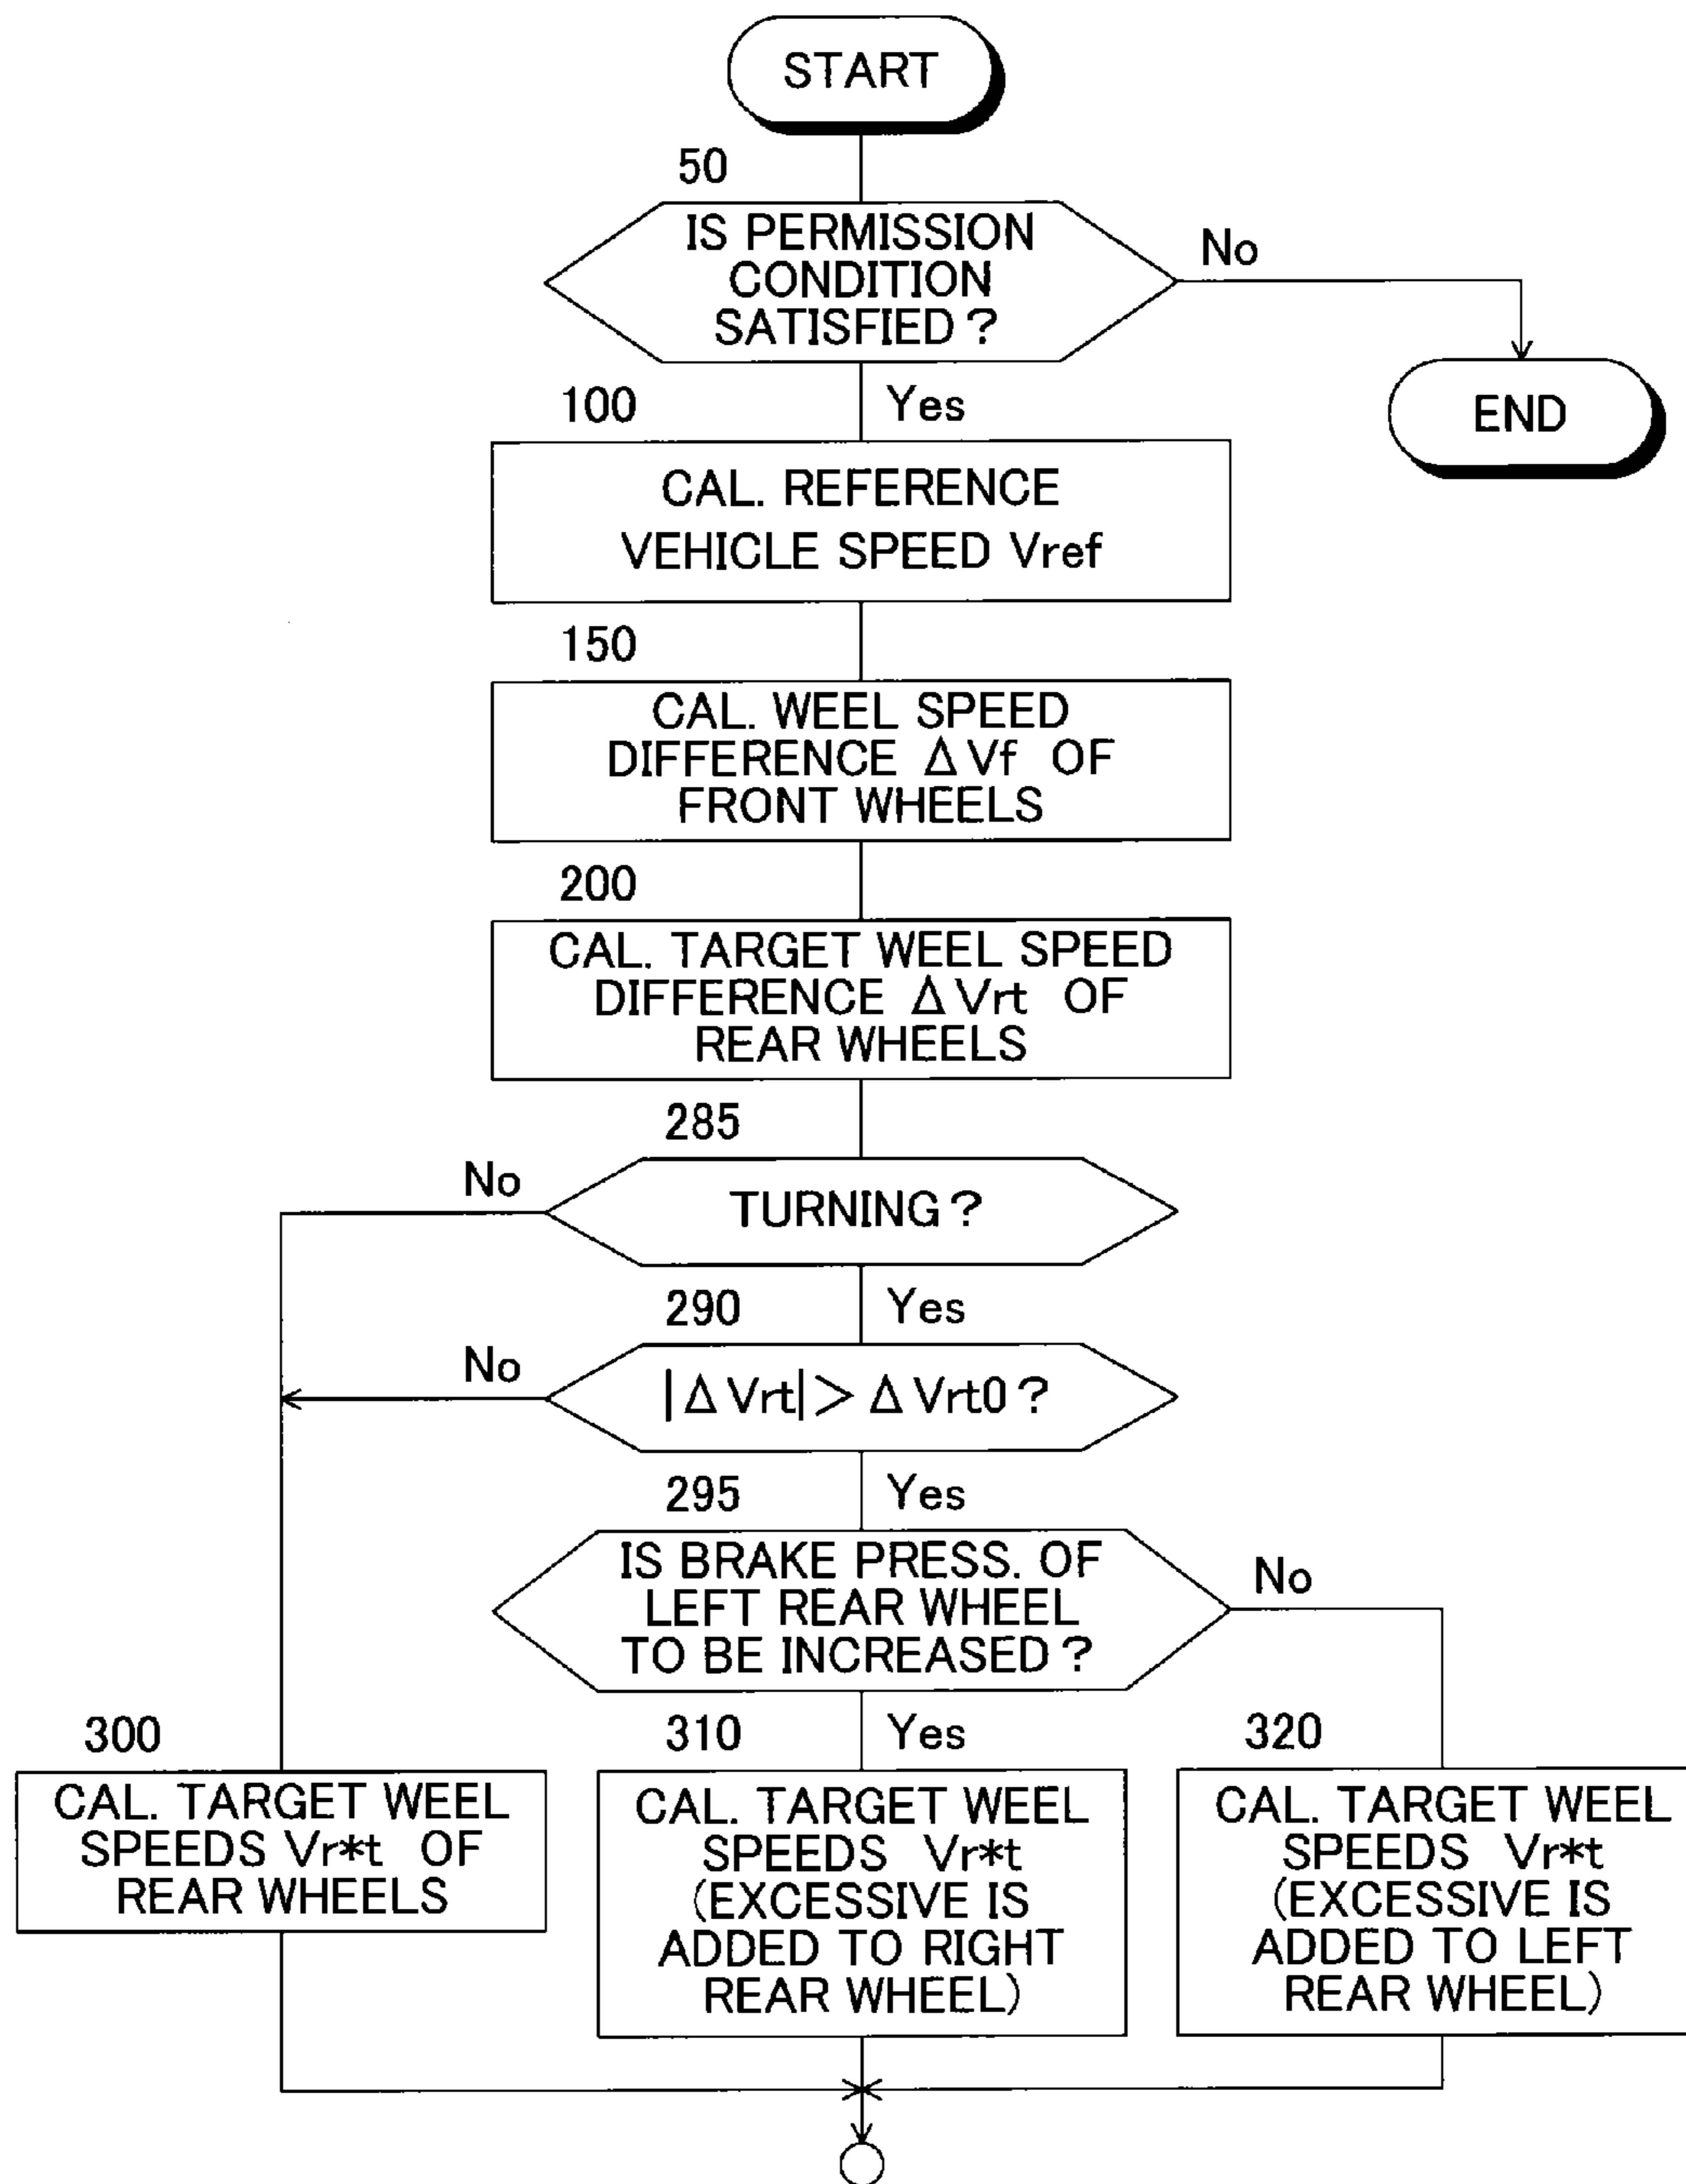 START
50
IS PERMISSION
CONDITION
SATISFIED?
No
END
100
Yes
CAL. REFERENCE
VEHICLE SPEED Vref
150
CAL. WEEL SPEED
DIFFERENCE ΔVf OF
FRONT WHEELS
200
CAL. TARGET WEEL SPEED
DIFFERENCE ΔVrt OF
REAR WHEELS
285
No
TURNING?
290
Yes
No
|ΔVrt|> ΔVrt0?
295
Yes
IS BRAKE PRESS. OF
LEFT REAR WHEEL
TO BE INCREASED?
No
300
CAL. TARGET WEEL
SPEEDS Vr*t OF
REAR WHEELS
310
Yes
CAL. TARGET WEEL
SPEEDS Vr*t
(EXCESSIVE IS
ADDED TO RIGHT
REAR WHEEL)
320
CAL. TARGET WEEL
SPEEDS Vr*t
(EXCESSIVE IS
ADDED TO LEFT
REAR WHEEL)